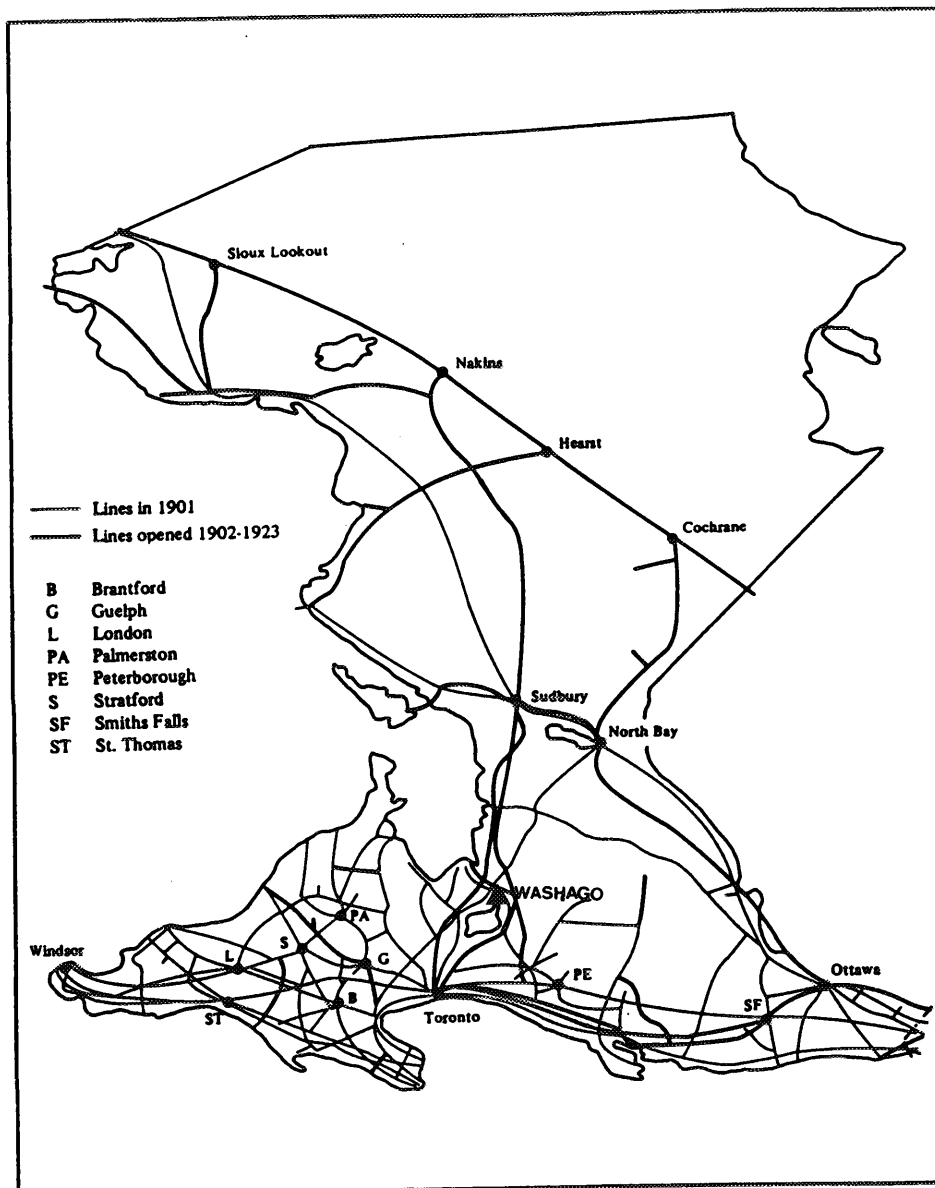 Sioux Lookout
Nakins
Hearst
Lines in 1901
Lines opened 1902-1923
Cochrane
B Brantford
G Guelph
L London
PA Palmerston
PE Peterborough
S Stratford
SF Smiths Falls
ST St. Thomas
Sudbury
North Bay
WASHAGO
PA
Windsor
S
G
L
PE
Ottawa
B
SF
ST
Toronto